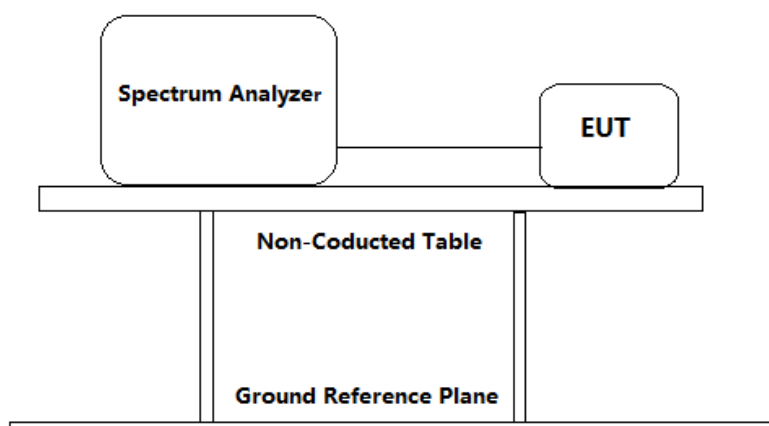 Spectrum Analyzer
EUT
Non-Coducted Table
Ground Reference Plane